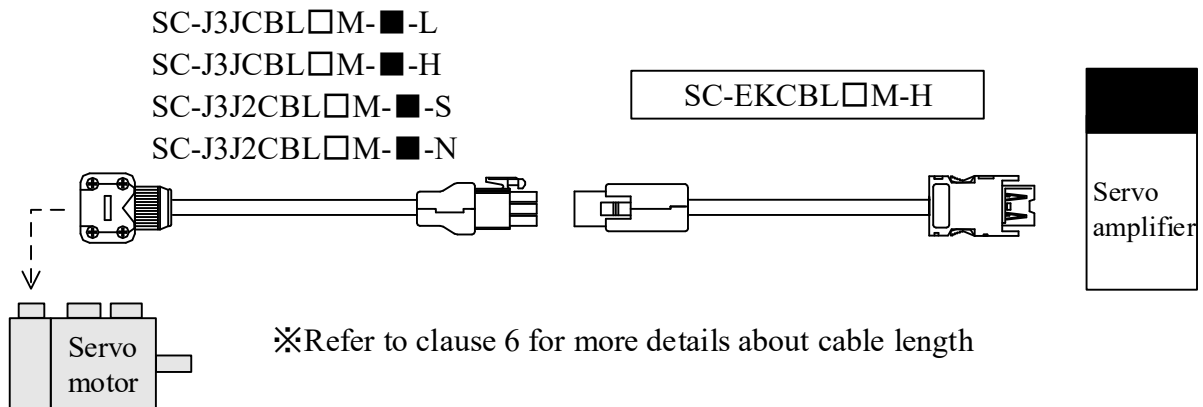 SC-J3JCBL□M-■-L
SC-J3JCBL□M-■-H
SC-J3J2CBL□M-■-S
SC-J3J2CBL□M-■-N
SC-EKCBL□M-H
Servo
amplifier
Servo
motor
※Refer to clause 6 for more details about cable length